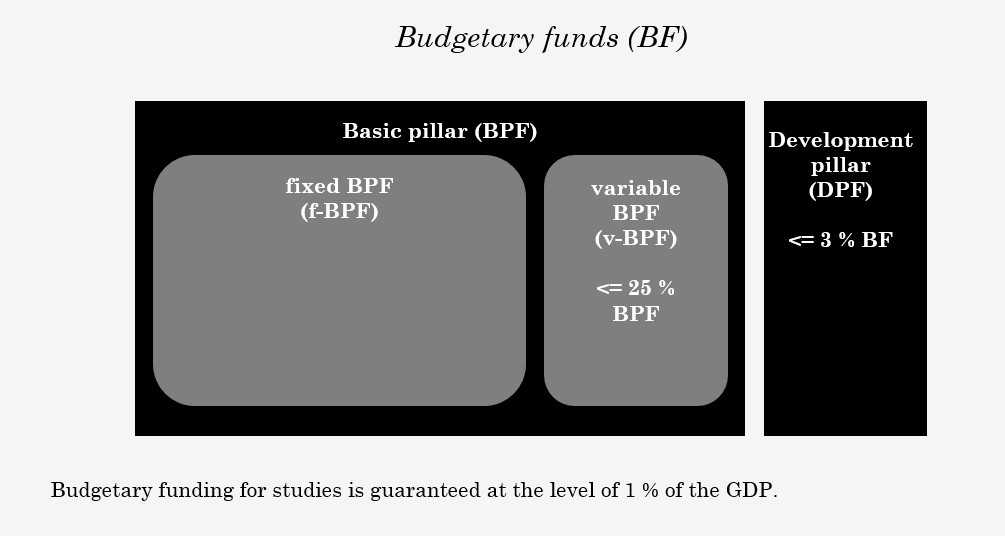 Budgetary funds (BF)
Basic pillar (BPF)
fixed BPF
(f-BPF)
variable
BPF
(v-BPF)
<= 25 %
BPF
Development
pillar
(DPF)
<= 3 % BF
Budgetary funding for studies is guaranteed at the level of 1 % of the GDP.